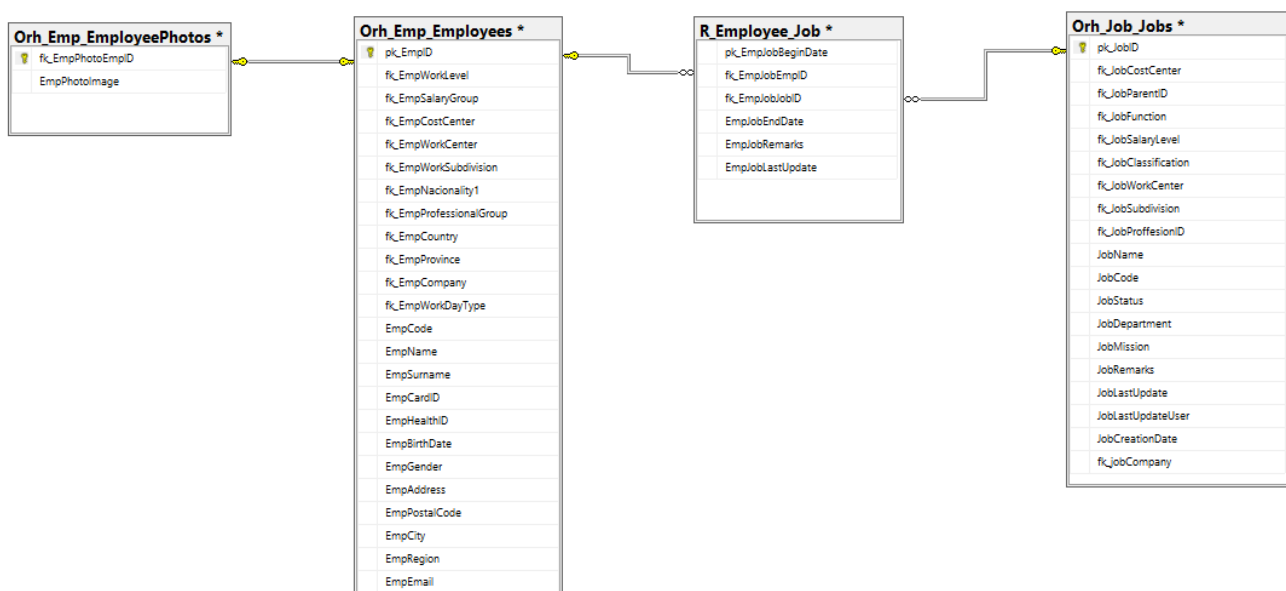 Orh_Emp_EmployeePhotos *
fk_EmpPhotoEmpID
EmpPhotoImage
Orh_Emp_Employees *
pk_EmpID
fk_EmpWorkLevel
fk_EmpSalaryGroup
fk_EmpCostCenter
fk_EmpWorkCenter
fk_EmpWorkSubdivision
fk_EmpNacionality1
fk_EmpProfessionalGroup
fk_EmpCountry
fk_EmpProvince
fk_EmpCompany
fk_EmpWorkDayType
EmpCode
EmpName
EmpSurname
EmpCardID
EmpHealthID
EmpBirthDate
EmpGender
EmpAddress
EmpPostalCode
EmpCity
EmpRegion
EmpEmail
R_Employee_Job *
pk_EmpJobBeginDate
fk_EmpJobEmpID
fk_EmpJobJobID
EmpJobEndDate
EmpJobRemarks
EmpJobLastUpdate
Orh_Job_Jobs *
pk_JobID
fk_JobCostCenter
fk_JobParentID
fk_JobFunction
fk_JobSalaryLevel
fk_JobClassification
fk_JobWorkCenter
fk_JobSubdivision
fk_JobProffesionID
JobName
JobCode
JobStatus
JobDepartment
JobMission
JobRemarks
JobLastUpdate
JobLastUpdateUser
JobCreationDate
fk_jobCompany